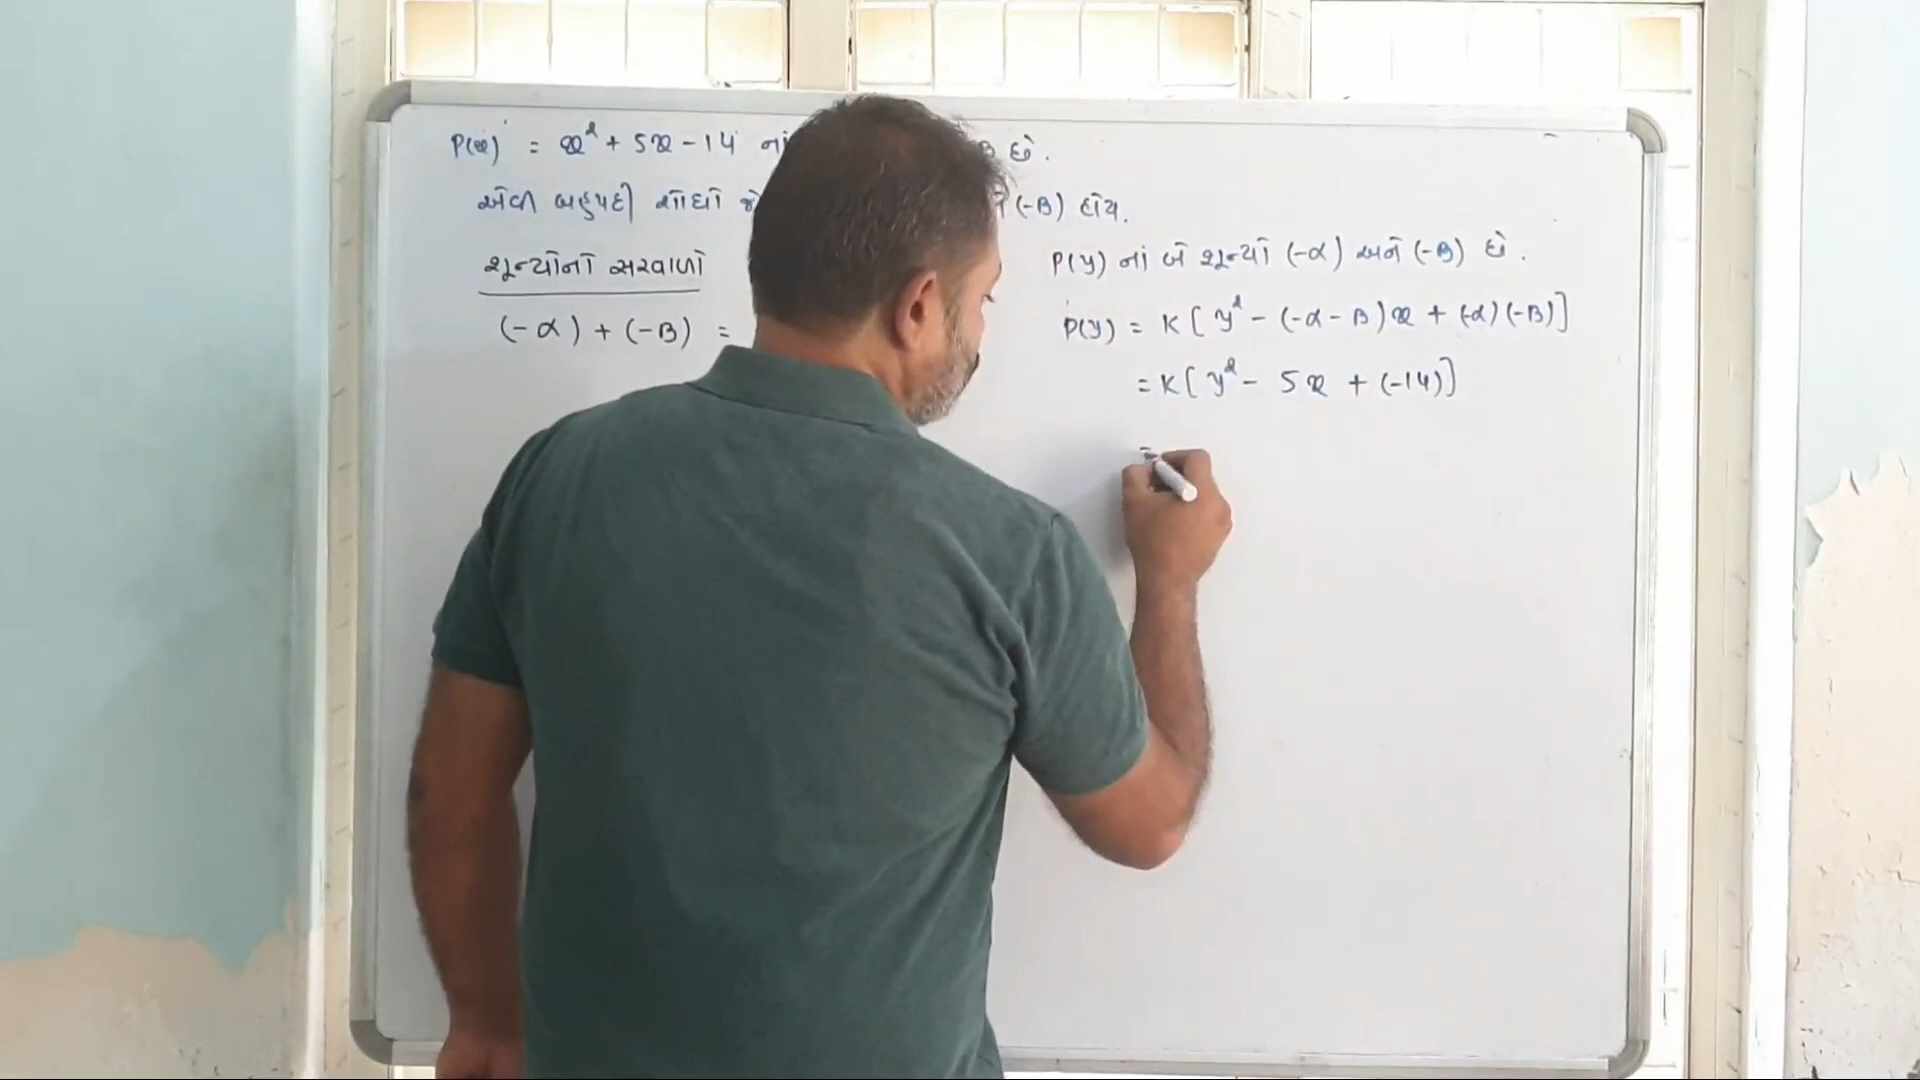 P(x) = x² + 5x - 14 નાં છે.
એવી બહુપદી શોધો (-B) હોય.
શૂન્યોનો સરવાળો
(-α) + (-B) =
P(y) નાં બે શૂન્યો (-α) અને (-B) છે.
P(y) = K[ y² - (-α - B)x + (-α)(-B)]
= K[ y² - 5x + (-14)]